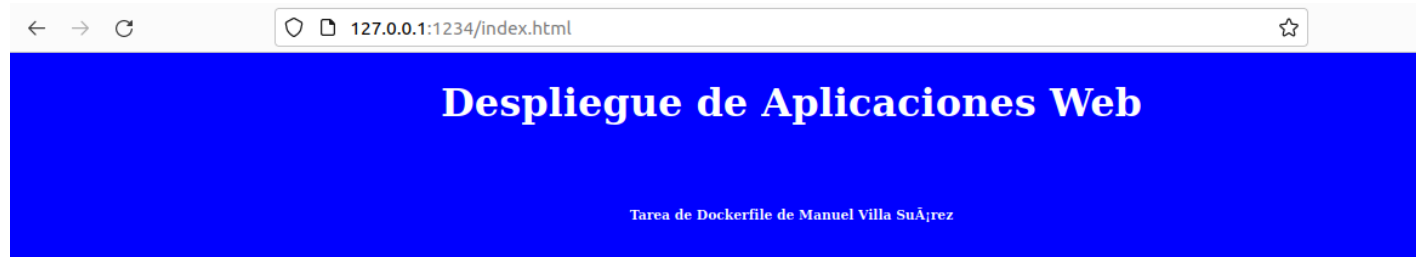 127.0.0.1:1234/index.html
Despliegue de Aplicaciones Web
Tarea de Dockerfile de Manuel Villa SuÃ¡rez